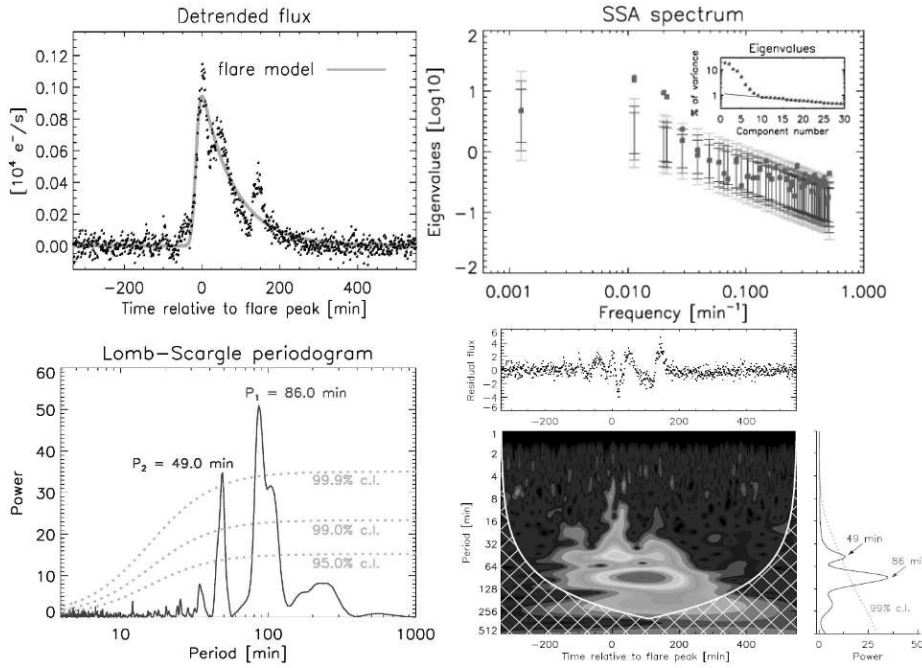 Detrended flux
flare model
[10⁴ e⁻/s]
0.12
0.10
0.08
0.06
0.04
0.02
0.00
−200 0 200 400
Time relative to flare peak [min]
SSA spectrum
Eigenvalues [Log10]
2
1
0
−1
−2
0.001 0.010 0.100 1.000
Frequency [min⁻¹]
Eigenvalues
% of variance
10
1
0 5 10 15 20 25 30
Component number
Lomb−Scargle periodogram
Power
60
50
40
30
20
10
0
P₁ = 86.0 min
P₂ = 49.0 min
99.9% c.l.
99.0% c.l.
95.0% c.l.
10 100 1000
Period [min]
Residual flux
6
4
2
0
−2
−4
−6
−200 0 200 400
Period [min]
1
2
4
8
16
32
64
128
256
512
−200 0 200 400
Time relative to flare peak [min]
49 min
86 mi
99% c.l.
0 25 50
Power